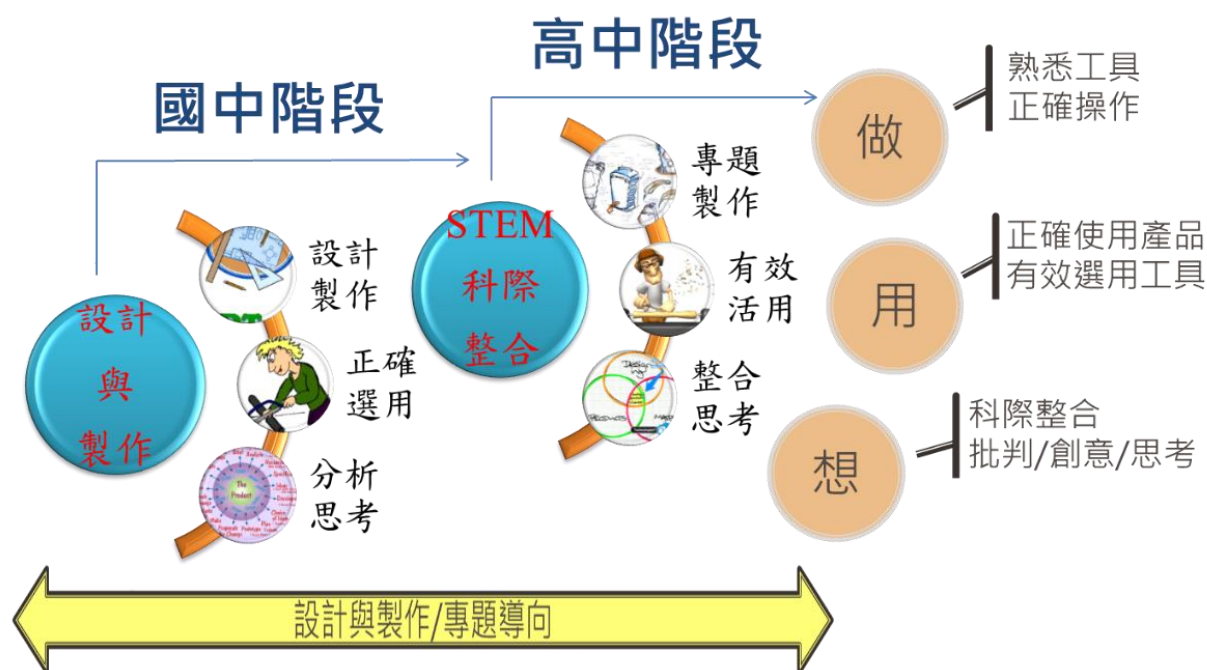 高中階段
國中階段
設計
與
製作
設計
製作
正確
選用
分析
思考
STEM
科際
整合
專題
製作
有效
活用
整合
思考
做
熟悉工具
正確操作
用
正確使用產品
有效選用工具
想
科際整合
批判/創意/思考
The
Product
設計與製作/專題導向